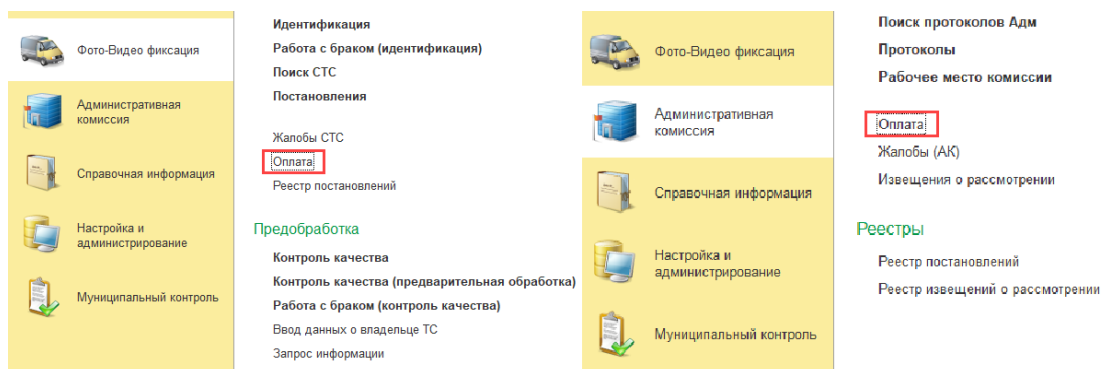 Фото-Видео фиксация
Административная
комиссия
Справочная информация
Настройка и
администрирование
Муниципальный контроль
Идентификация
Работа с браком (идентификация)
Поиск СТС
Постановления
Жалобы СТС
Оплата
Реестр постановлений
Предобработка
Контроль качества
Контроль качества (предварительная обработка)
Работа с браком (контроль качества)
Ввод данных о владельце ТС
Запрос информации
Фото-Видео фиксация
Административная
комиссия
Справочная информация
Настройка и
администрирование
Муниципальный контроль
Поиск протоколов Адм
Протоколы
Рабочее место комиссии
Оплата
Жалобы (АК)
Извещения о рассмотрении
Реестры
Реестр постановлений
Реестр извещений о рассмотрении